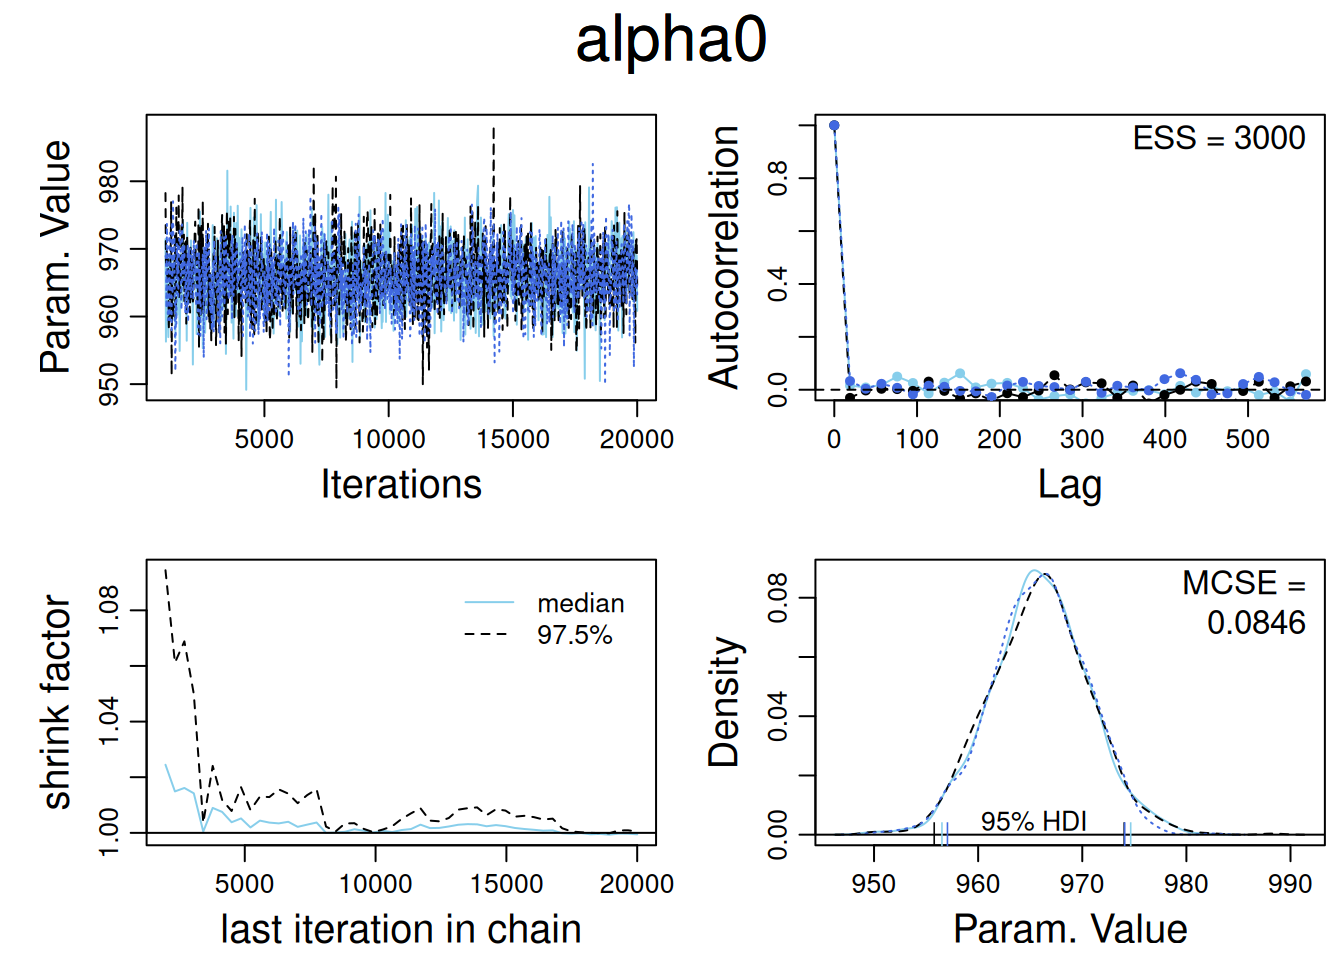 alpha0
Param. Value
980
970
960
950
5000
10000
15000
20000
Iterations
Autocorrelation
0.8
0.4
0.0
ESS = 3000
0
100
200
300
400
500
Lag
shrink factor
1.08
1.04
1.00
median
97.5%
5000
10000
15000
20000
last iteration in chain
Density
0.08
0.04
0.00
MCSE =
0.0846
95% HDI
950
960
970
980
990
Param. Value